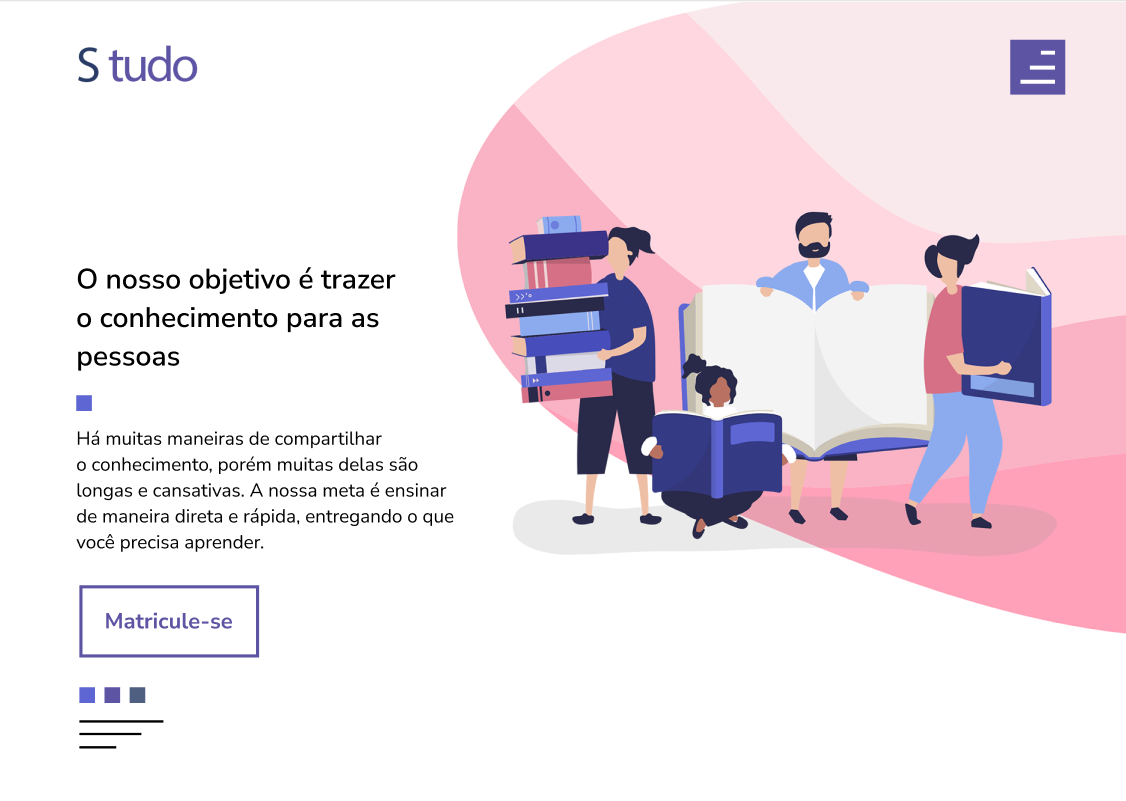 S tudo
O nosso objetivo é trazer
o conhecimento para as
pessoas
Há muitas maneiras de compartilhar
o conhecimento, porém muitas delas são
longas e cansativas. A nossa meta é ensinar
de maneira direta e rápida, entregando o que
você precisa aprender.
Matricule-se